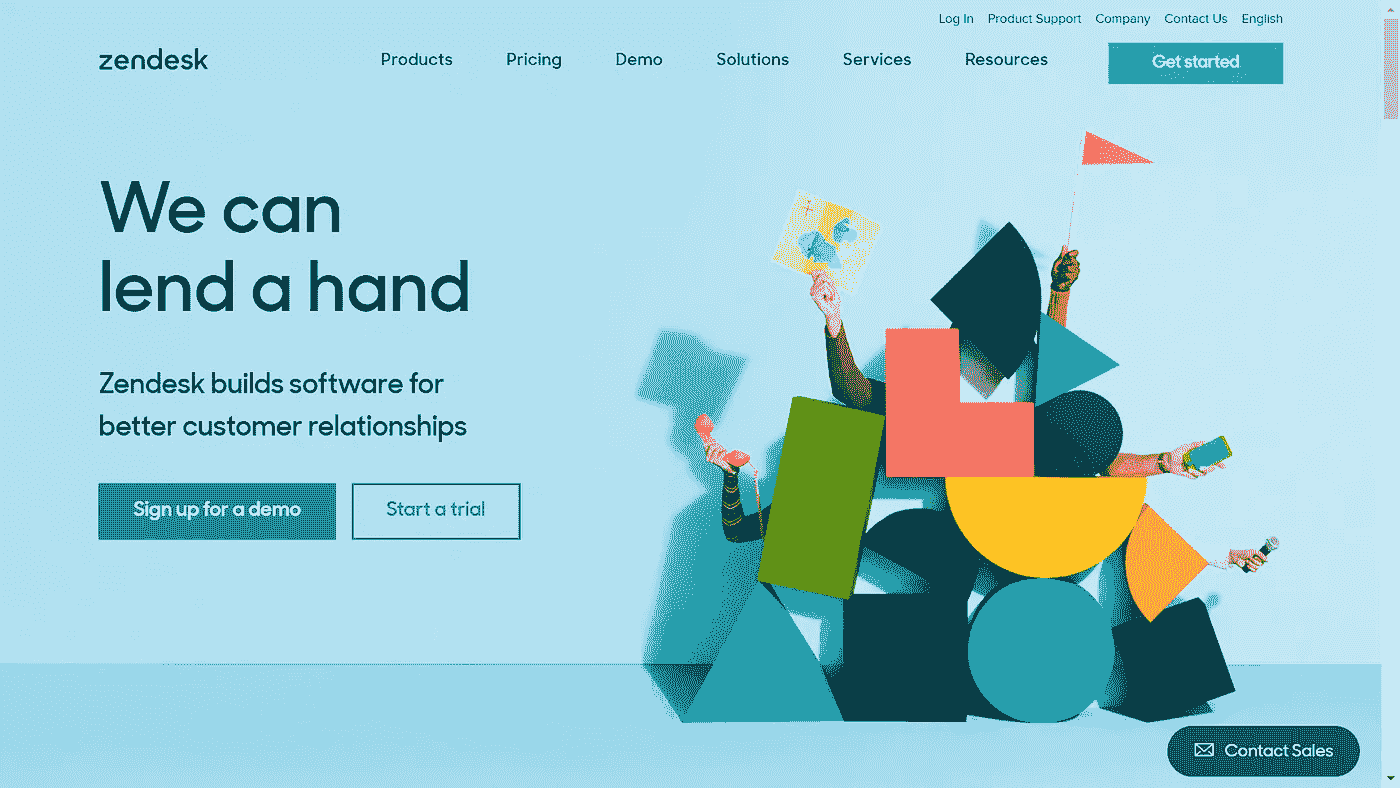 Log In Product Support Company Contact Us English
zendesk Products Pricing Demo Solutions Services Resources Get started
We can
lend a hand
Zendesk builds software for
better customer relationships
Sign up for a demo Start a trial
Contact Sales